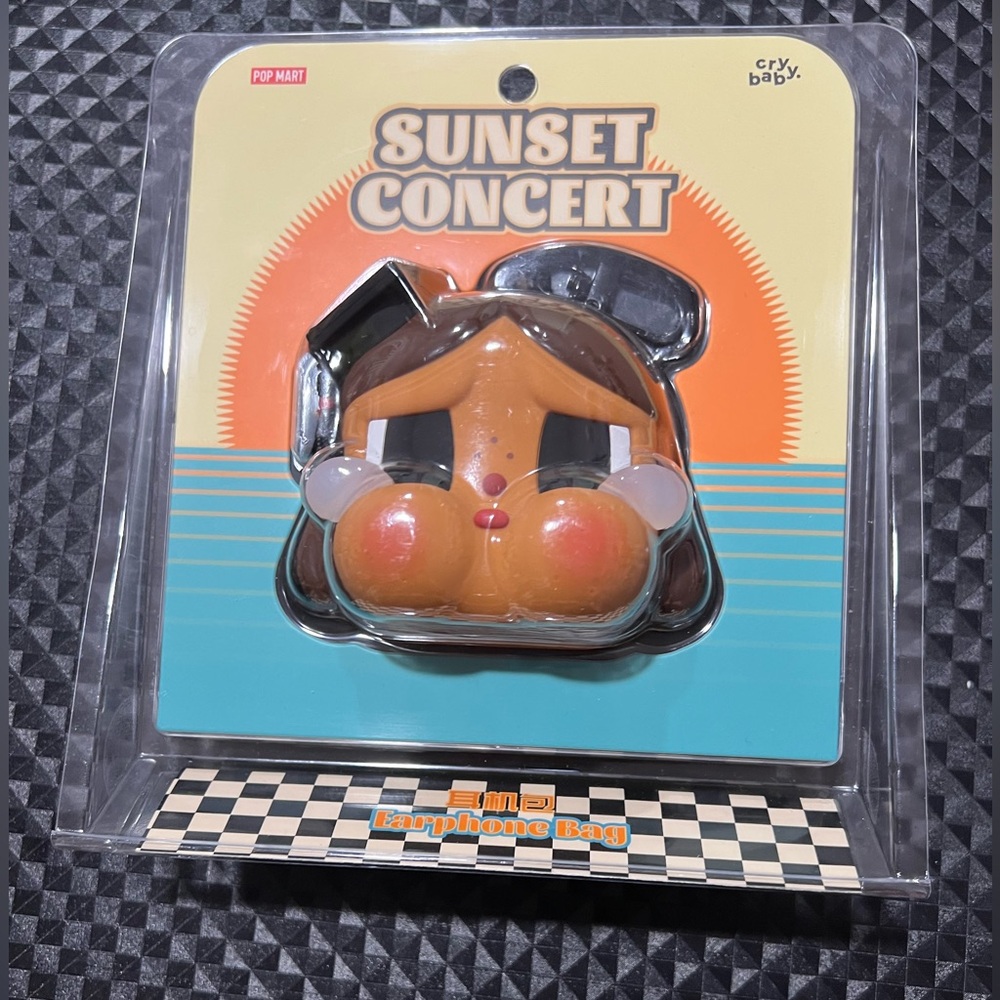 POP MART
cry
baby.
SUNSET
CONCERT
耳机包
Earphone Bag